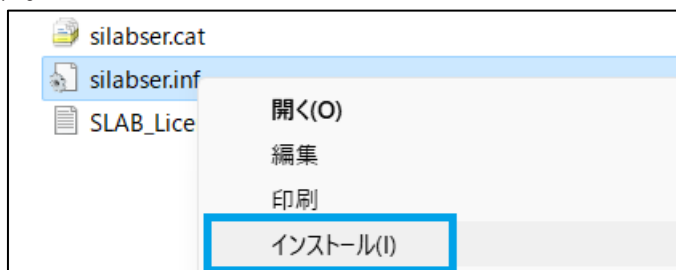 silabser.cat
silabser.inf
SLAB_Lice
開く(O)
編集
印刷
インストール(I)